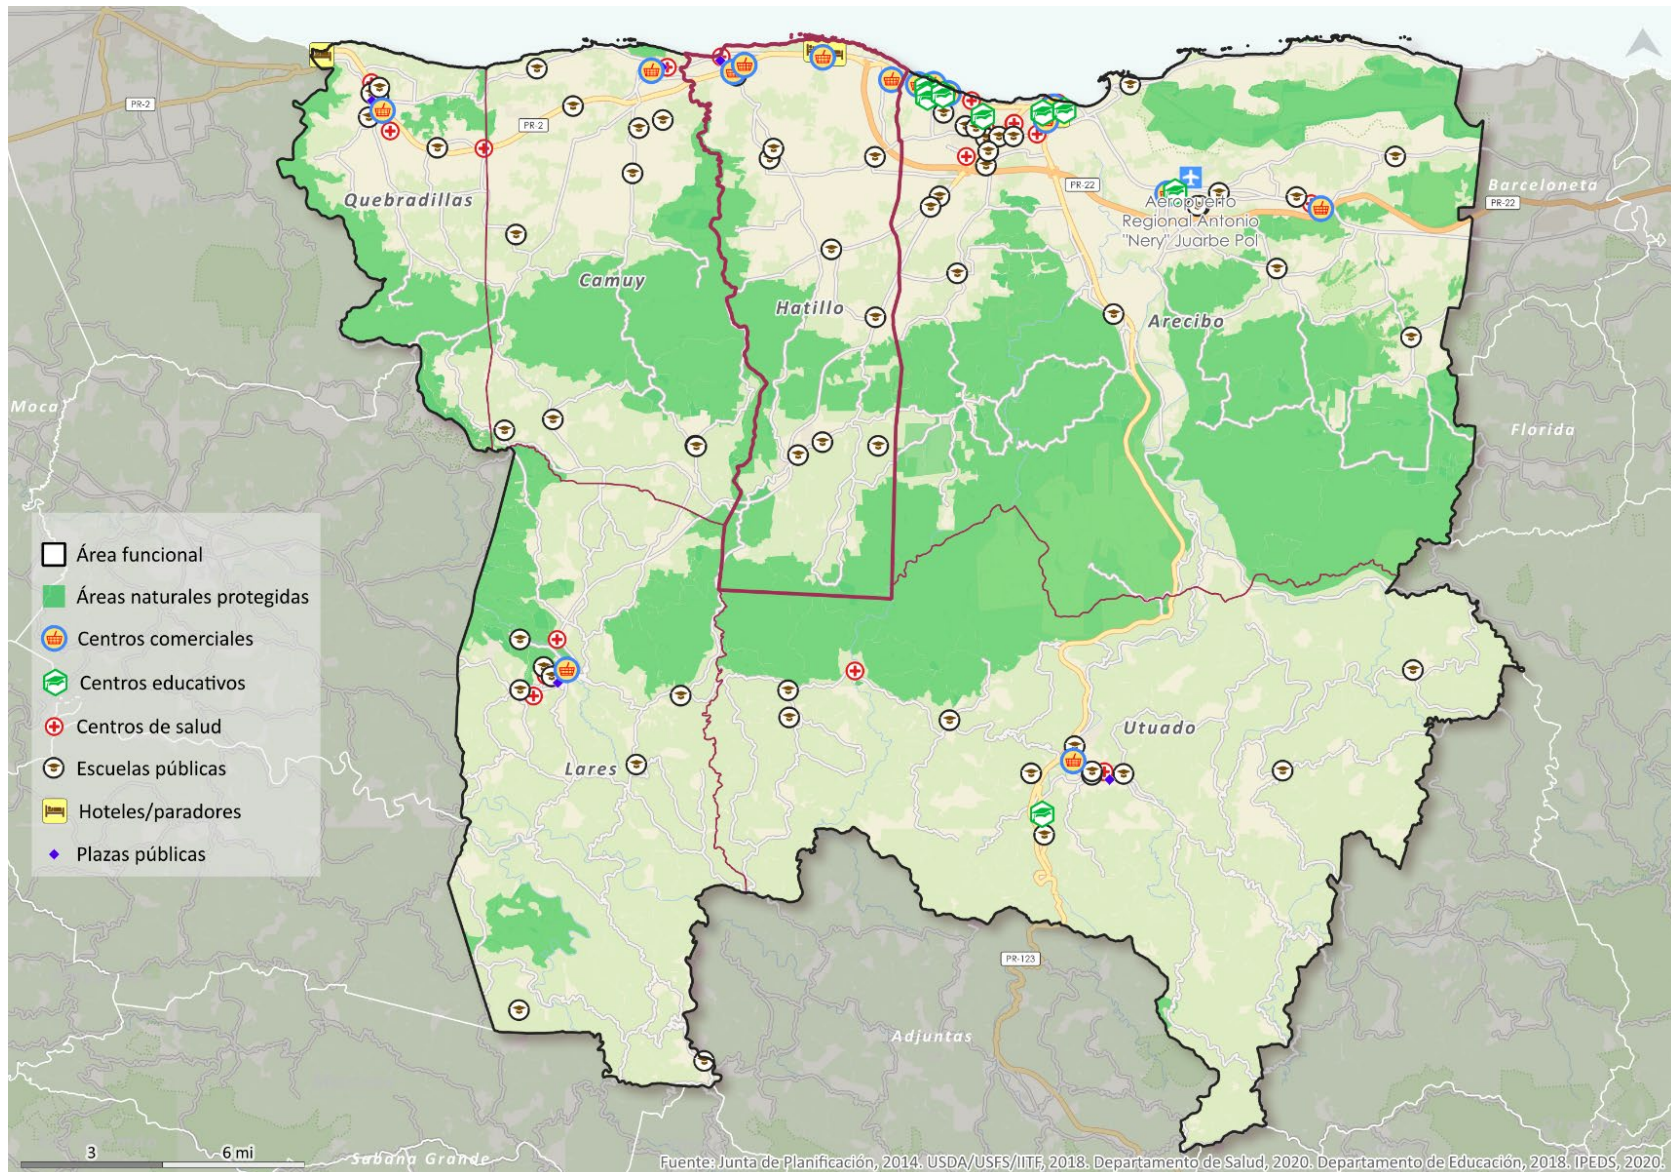 PR-2
PR-2
Quebradillas
Camuy
Hatillo
PR-22
Barceloneta
PR-22
Aeropuerto
Regional Antonio
"Nery" Juarbe Pol
Arecibo
Moca
Florida
Área funcional
Áreas naturales protegidas
Centros comerciales
Centros educativos
Centros de salud
Escuelas públicas
Hoteles/paradores
Plazas públicas
Utuado
Lares
PR-123
Adjuntas
3
6 mi
Sabana Grande
Fuente: Junta de Planificación, 2014. USDA/USFS/IITF, 2018. Departamento de Salud, 2020. Departamento de Educación, 2018. IPEDS, 2020.